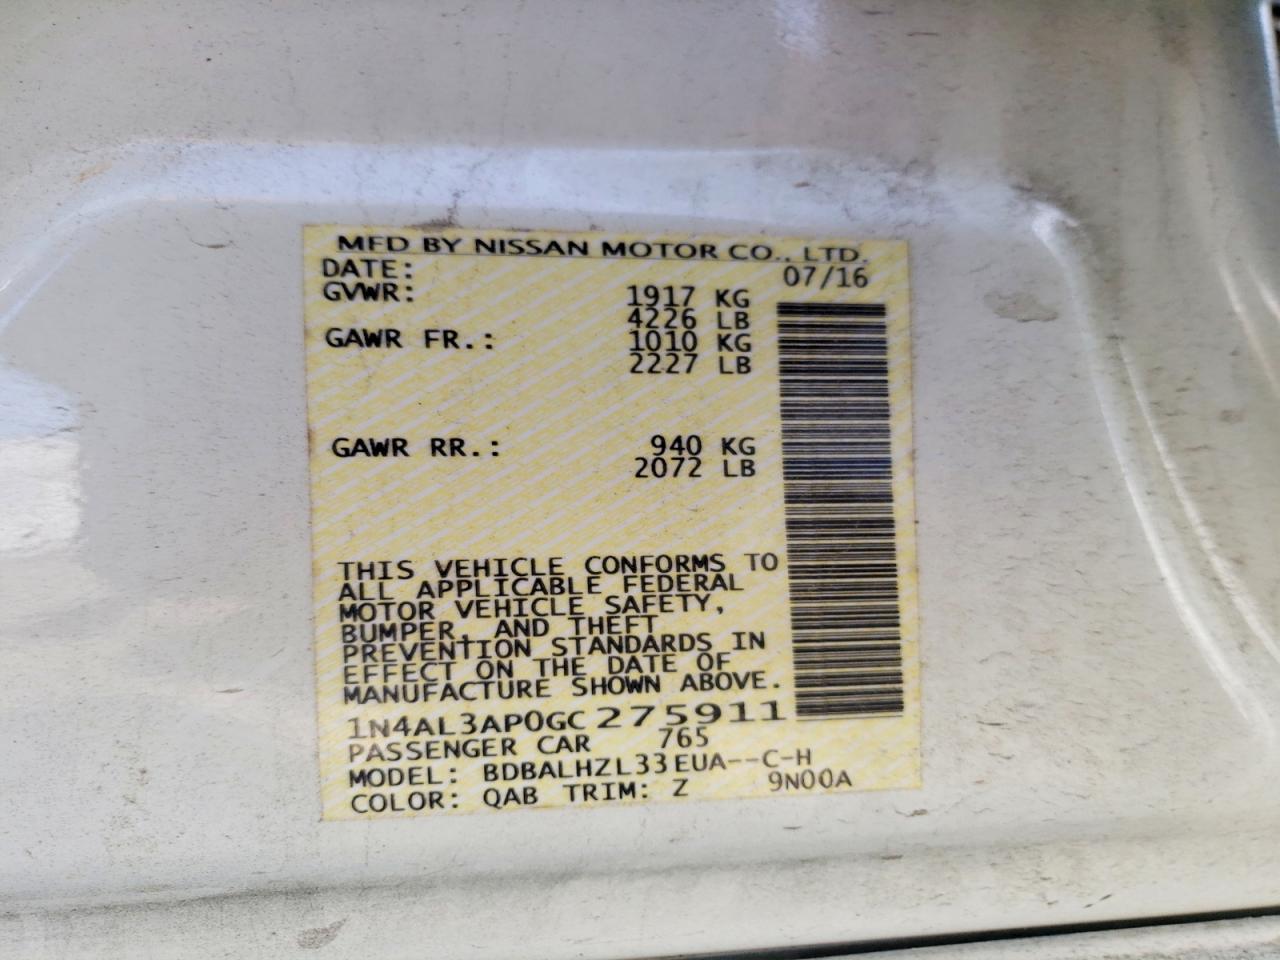 MFD BY NISSAN MOTOR CO., LTD.
DATE: 07/16
GVWR: 1917 KG
4226 LB
GAWR FR.: 1010 KG
2227 LB
GAWR RR.: 940 KG
2072 LB
THIS VEHICLE CONFORMS TO
ALL APPLICABLE FEDERAL
MOTOR VEHICLE SAFETY,
BUMPER, AND THEFT
PREVENTION STANDARDS IN
EFFECT ON THE DATE OF
MANUFACTURE SHOWN ABOVE.
1N4AL3AP0GC275911
PASSENGER CAR 765
MODEL: BDBALHZL33EUA--C-H
COLOR: QAB TRIM: Z 9N00A